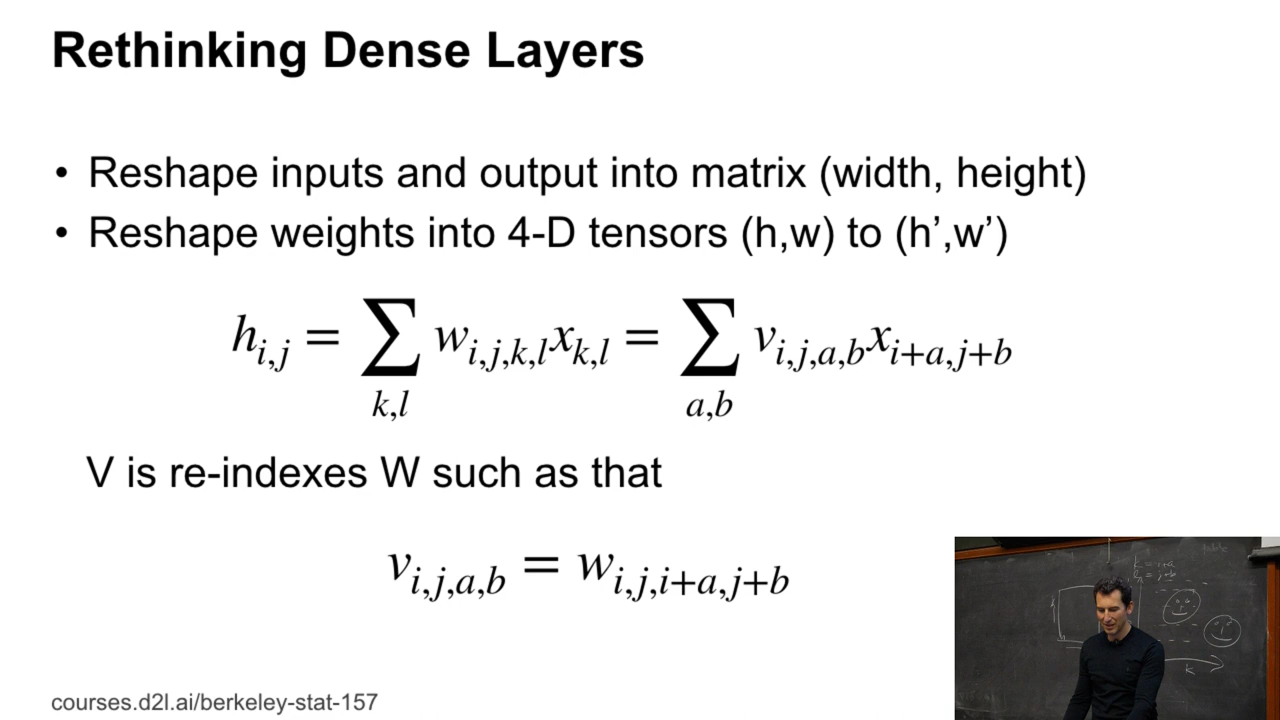 Rethinking Dense Layers
• Reshape inputs and output into matrix (width, height)
• Reshape weights into 4-D tensors (h,w) to (h’,w’)
h_{i,j} = ∑_{k,l} w_{i,j,k,l}x_{k,l} = ∑_{a,b} v_{i,j,a,b}x_{i+a,j+b}
V is re-indexes W such as that
v_{i,j,a,b} = w_{i,j,i+a,j+b}
k = i+a
= j+b
k
courses.d2l.ai/berkeley-stat-157